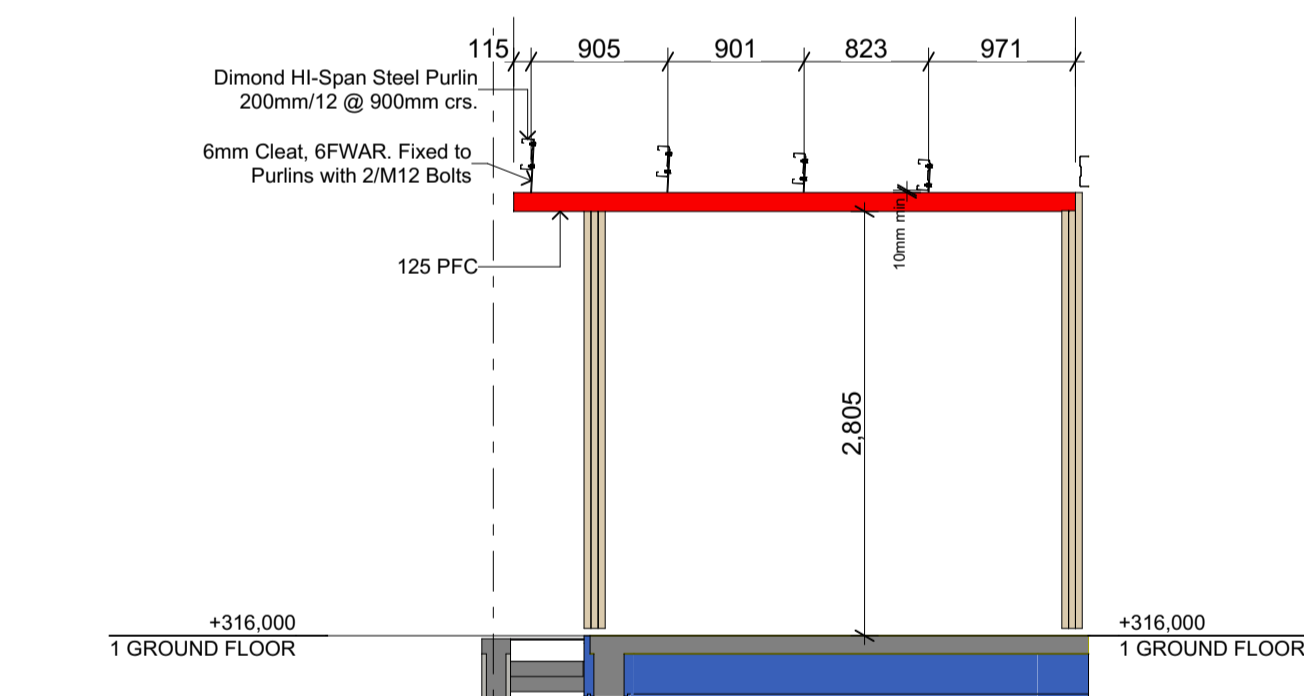 115 905 901 823 971
Dimond HI-Span Steel Purlin
200mm/12 @ 900mm crs.
6mm Cleat, 6FWAR. Fixed to
Purlins with 2/M12 Bolts
10mm min
125 PFC
2,805
+316,000
1 GROUND FLOOR
+316,000
1 GROUND FLOOR